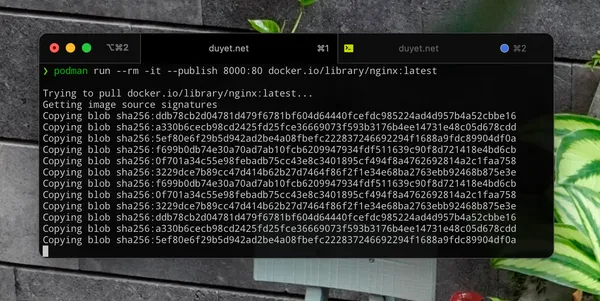 ⌥⌘2
duyet.net
⌘1
duyet.net
⌘2
❯ podman run --rm -it --publish 8000:80 docker.io/library/nginx:latest
Trying to pull docker.io/library/nginx:latest...
Getting image source signatures
Copying blob sha256:ddb78cb2d04781d479f6781bf604d64440fcefdc985224ad4d957b4a52cbbe16
Copying blob sha256:a330b6cecb98cd2425fd25fce36669073f593b3176b4ee14731e48c05d678cdd
Copying blob sha256:5ef80e6f29b5d942ad2be4a08fbefc222837246692294f1688a9fdc89904df0a
Copying blob sha256:f699b0db74e30a70ad7ab10fcb6209947934fdf511639c90f8d721418e4bd6cb
Copying blob sha256:0f701a34c55e98febadb75cc43e8c3401895cf494f8a4762692814a2c1faa758
Copying blob sha256:3229dce7b89cc47d414b62b27d7464f86f2f1e34e68ba2763ebb92468b875e3e
Copying blob sha256:f699b0db74e30a70ad7ab10fcb6209947934fdf511639c90f8d721418e4bd6cb
Copying blob sha256:0f701a34c55e98febadb75cc43e8c3401895cf494f8a4762692814a2c1faa758
Copying blob sha256:3229dce7b89cc47d414b62b27d7464f86f2f1e34e68ba2763ebb92468b875e3e
Copying blob sha256:ddb78cb2d04781d479f6781bf604d64440fcefdc985224ad4d957b4a52cbbe16
Copying blob sha256:a330b6cecb98cd2425fd25fce36669073f593b3176b4ee14731e48c05d678cdd
Copying blob sha256:5ef80e6f29b5d942ad2be4a08fbefc222837246692294f1688a9fdc89904df0a